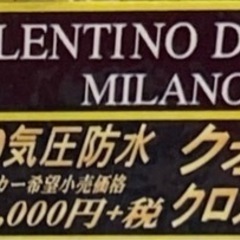 LENTINO D
MILANO
気圧防水 クォ
カー希望小売価格
,000円+税 クロ